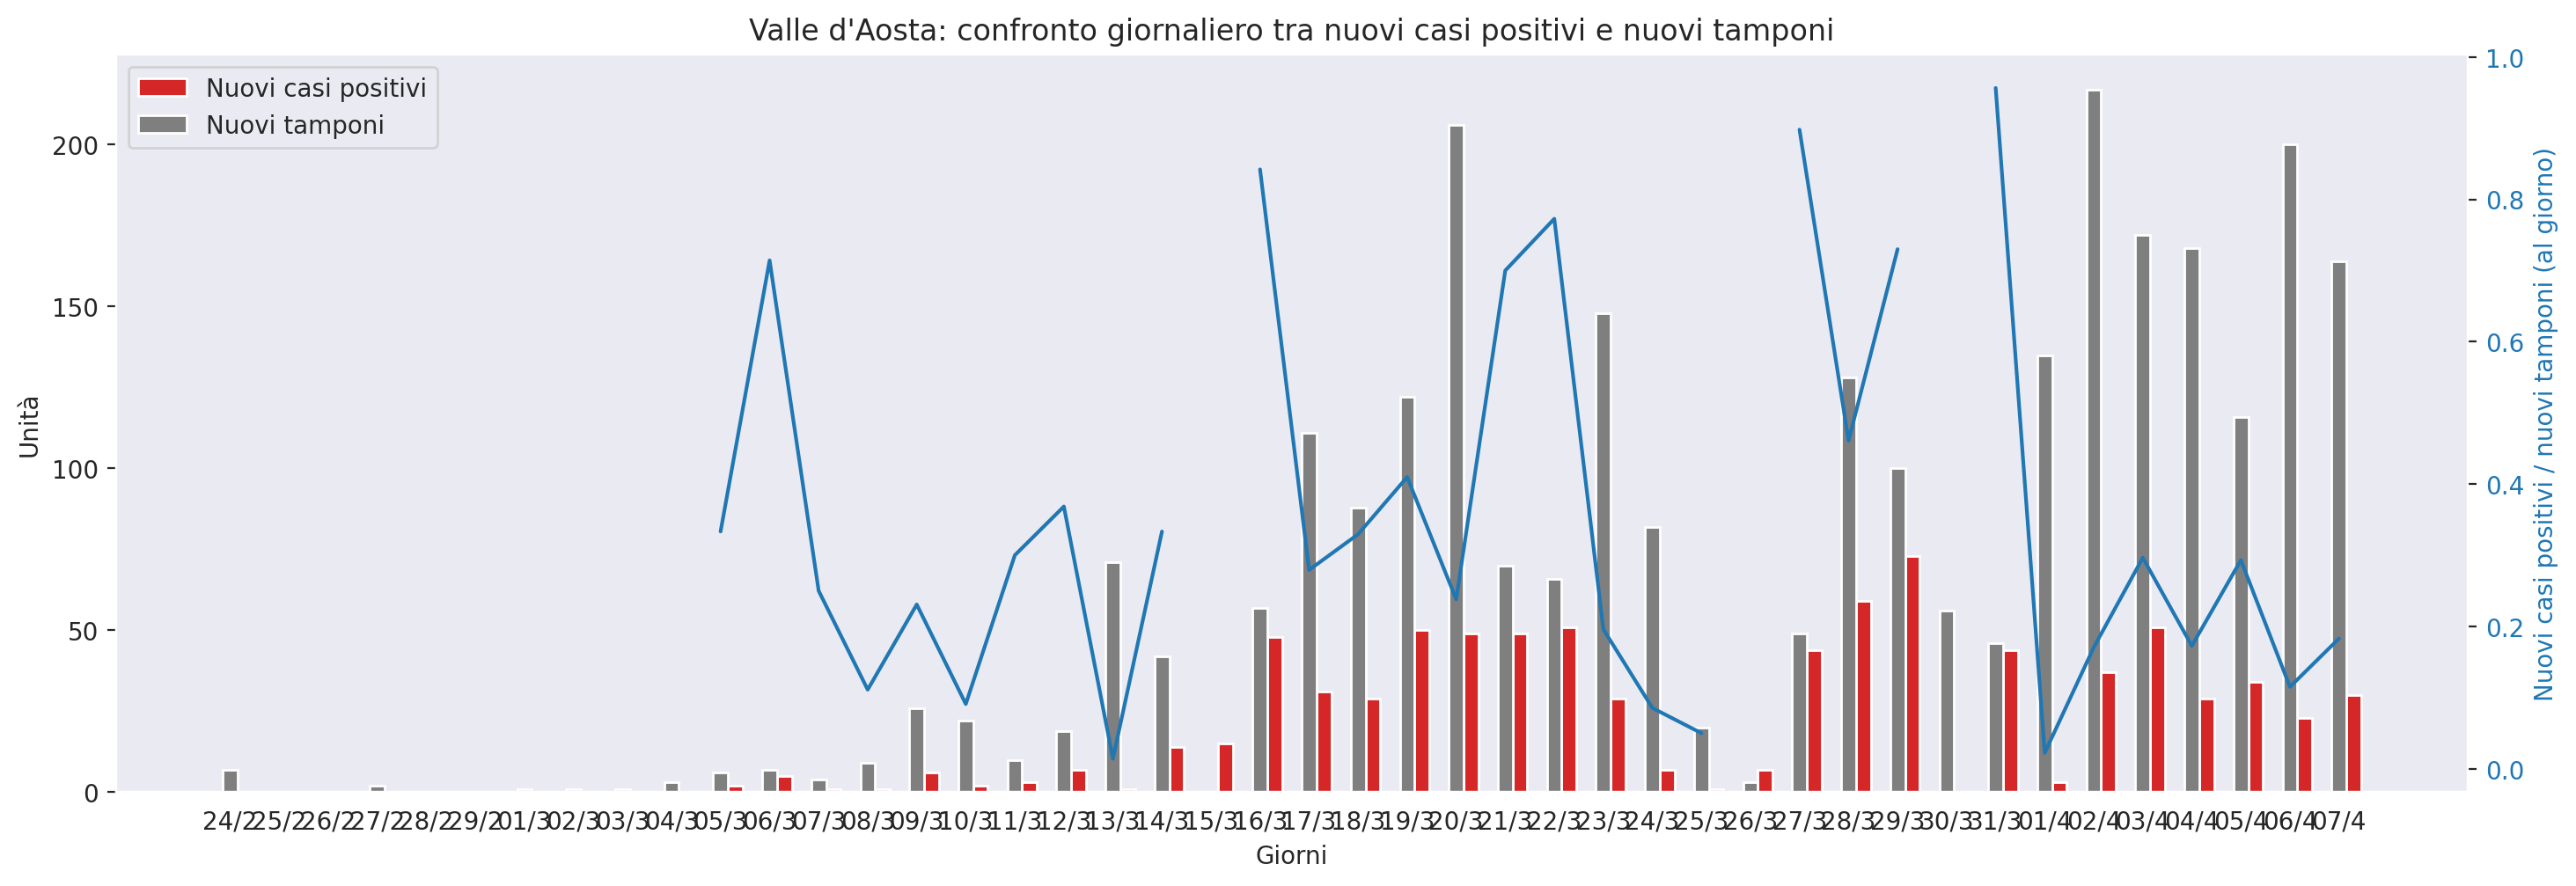 Valle d'Aosta: confronto giornaliero tra nuovi casi positivi e nuovi tamponi
Nuovi casi positivi
Nuovi tamponi
200
150
100
50
0
Unità
1.0
0.8
0.6
0.4
0.2
0.0
Nuovi casi positivi / nuovi tamponi (al giorno)
24/2 25/2 26/2 27/2 28/2 29/2 01/3 02/3 03/3 04/3 05/3 06/3 07/3 08/3 09/3 10/3 11/3 12/3 13/3 14/3 15/3 16/3 17/3 18/3 19/3 20/3 21/3 22/3 23/3 24/3 25/3 26/3 27/3 28/3 29/3 30/3 31/3 01/4 02/4 03/4 04/4 05/4 06/4 07/4
Giorni